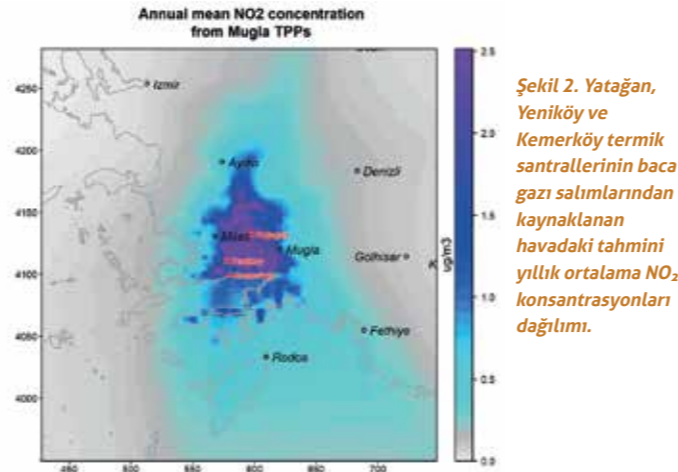 Annual mean NO2 concentration
from Mugla TPPs
4250
4200
4150
4100
4050
4000
450
500
550
600
650
700
Izmir
Aydin
Denizli
Milas
Mugla
Golhisar
K
Fethiye
Rodos
2.5
2.0
1.5
1.0
0.5
0.0
ug/m3
Şekil 2. Yatağan,
Yeniköy ve
Kemerköy termik
santrallerinin baca
gazı salımlarından
kaynaklanan
havadaki tahmini
yıllık ortalama NO₂
konsantrasyonları
dağılımı.